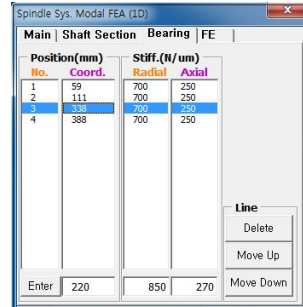 Spindle Sys. Modal FEA (1D)
x
Main Shaft Section Bearing FE
Position(mm) Stiff.(N/um)
No. Coord. Radial Axial
1 59 700 250
2 111 700 250
3 338 700 250
4 388 700 250
Line
Delete
Move Up
Enter 220 850 270 Move Down